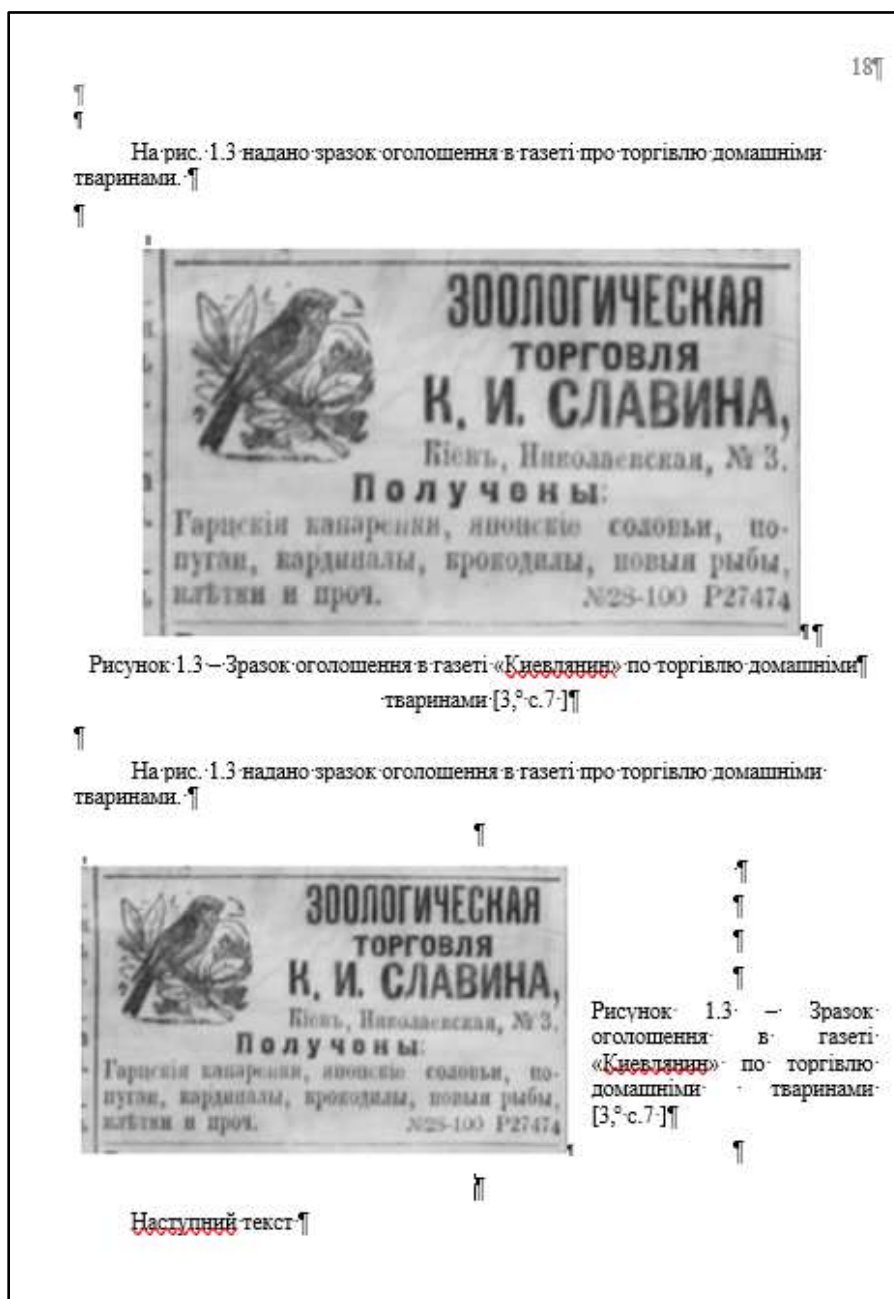 18¶
¶
¶
На·рис.·1.3·надано·зразок·оголошення·в·газеті·про·торгівлю·домашніми·
тваринами.·¶
¶
ЗООЛОГИЧЕСКАЯ
ТОРГОВЛЯ
К. И. СЛАВИНА,
Кіевъ, Николаевская, № 3.
Получены:
Гарцскія канарейки, японскіе соловьи, по-
пугаи, кардиналы, крокодилы, новыя рыбы,
клѣтки и проч. №28-100 Р27474
¶¶
Рисунок·1.3·–·Зразок·оголошення·в·газеті·«Киевлянин»·по·торгівлю·домашніми¶
тваринами·[3,°·с.7·]¶
¶
На·рис.·1.3·надано·зразок·оголошення·в·газеті·про·торгівлю·домашніми·
тваринами.·¶
¶
ЗООЛОГИЧЕСКАЯ
ТОРГОВЛЯ
К. И. СЛАВИНА,
Кіевъ, Николаевская, № 3.
Получены:
Гарцскія канарейки, японскіе соловьи, по-
пугаи, кардиналы, крокодилы, новыя рыбы,
клѣтки и проч. №28-100 Р27474
¶
·¶
¶
¶
¶
Рисунок· 1.3· –· Зразок·
оголошення· в· газеті·
«Киевлянин»· по· торгівлю·
домашніми· · тваринами·
[3,°·с.7·]¶
¶
¶
Наступний·текст·¶